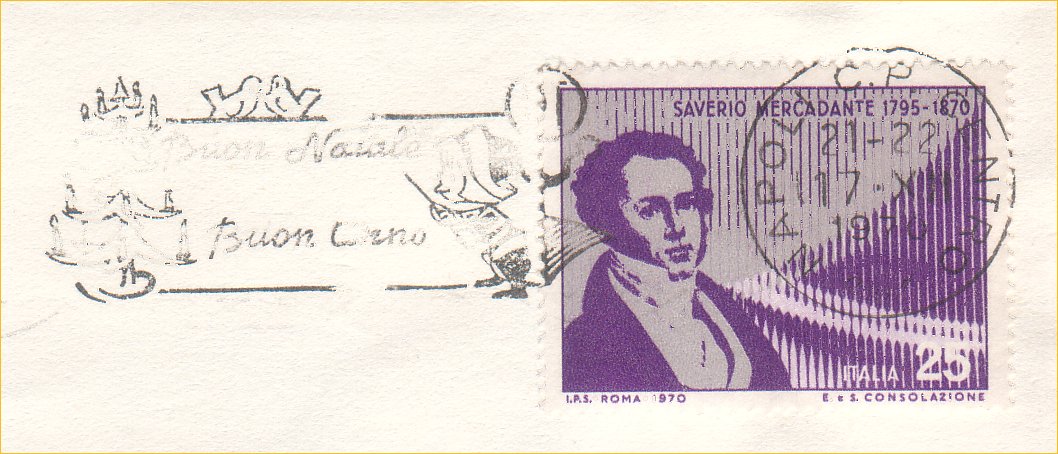 Buon Natale
Buon Anno
SAVERIO MERCADANTE 1795-1870
NAPOLI C.P. CENTRO
21-22
17·XII
1970
ITALIA 25
I.P.S. ROMA 1970
E. e S. CONSOLAZIONE